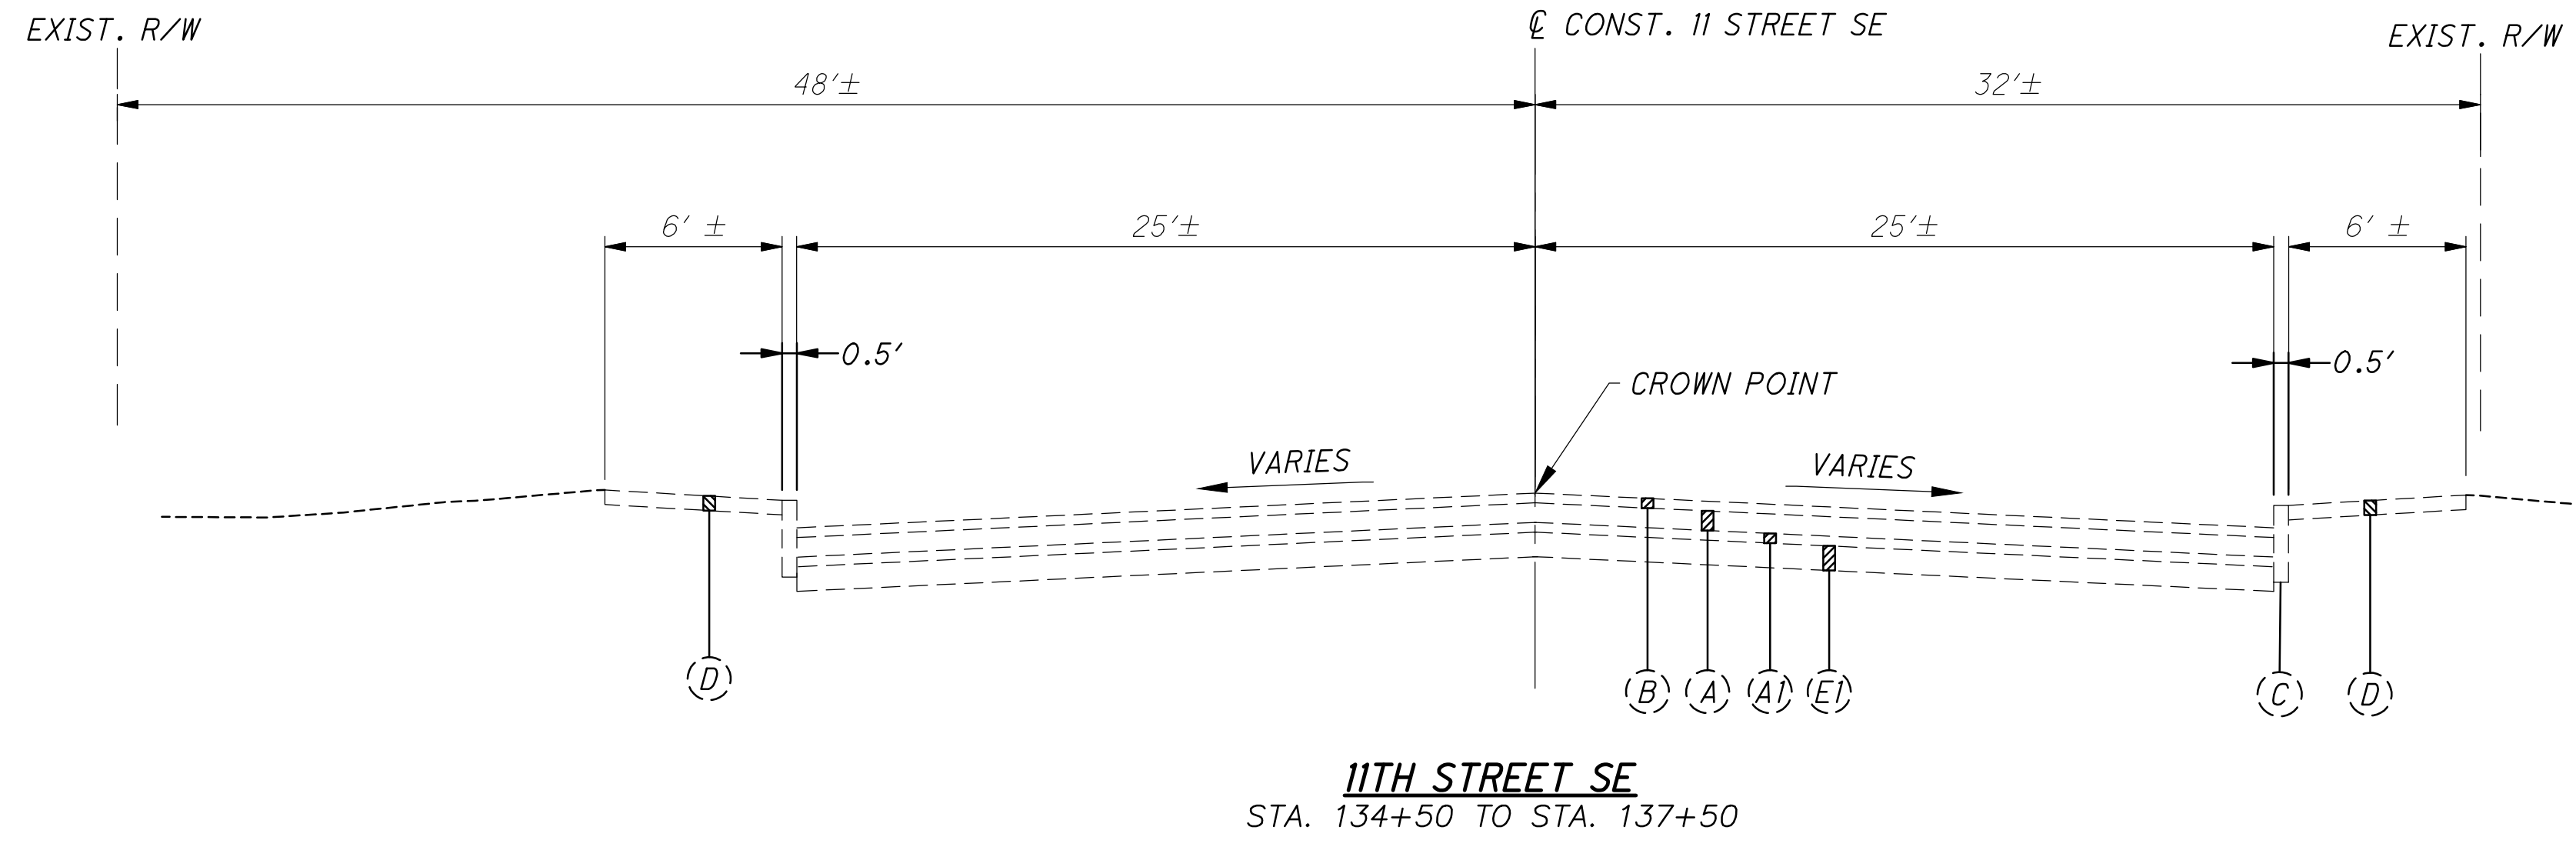 EXIST. R/W
℄ CONST. 11 STREET SE
EXIST. R/W
48'±
32'±
6' ±
25'±
25'±
6' ±
0.5'
0.5'
CROWN POINT
VARIES
VARIES
D
B
A
A1
E1
C
D
11TH STREET SE
STA. 134+50 TO STA. 137+50